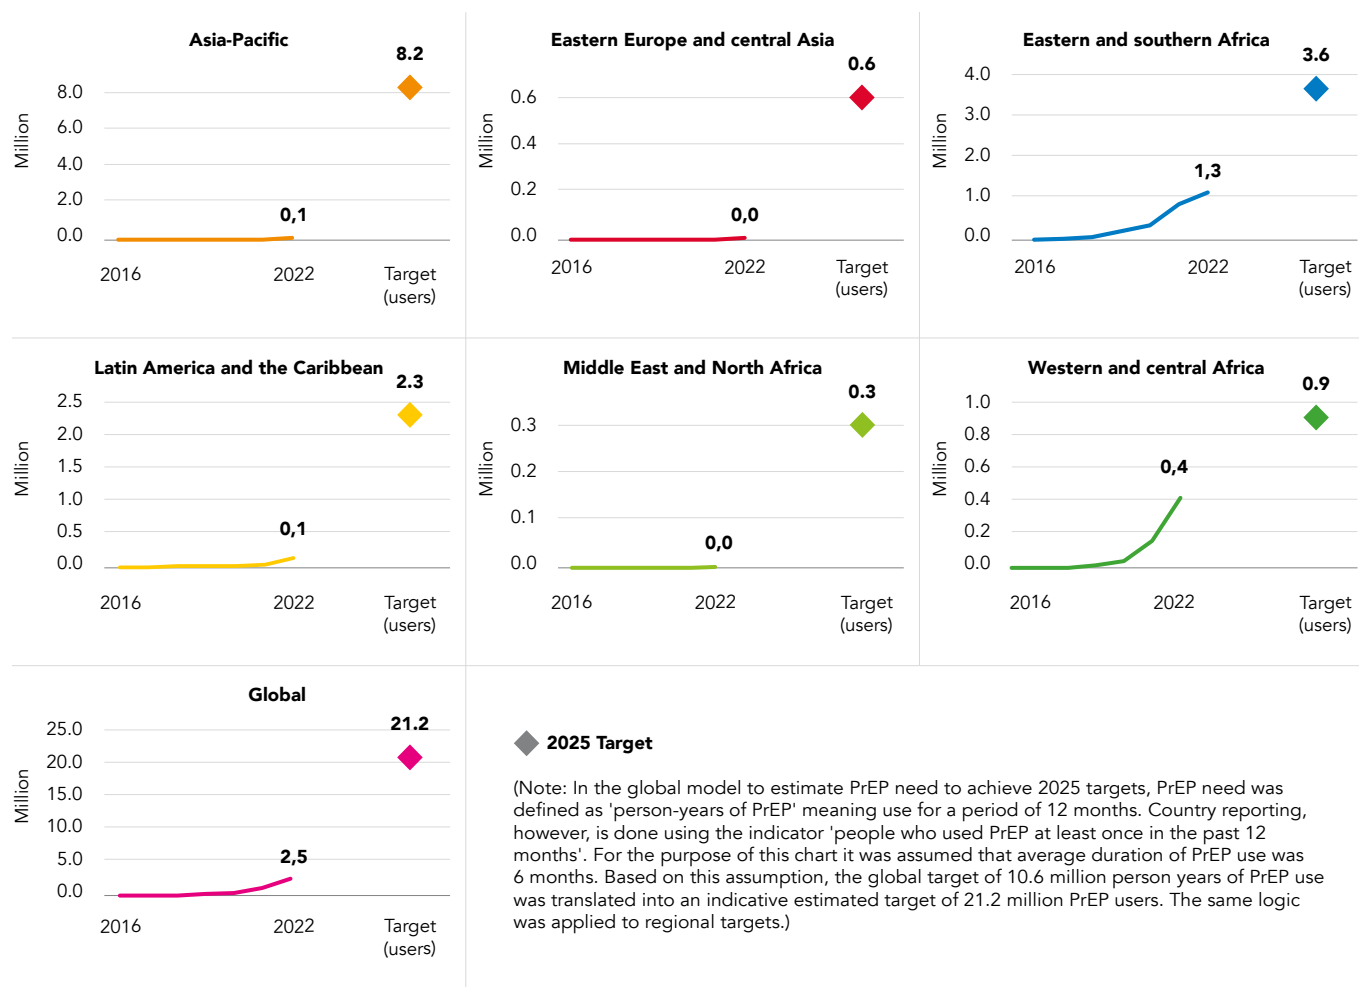 Asia-Pacific
8.2
Million
8.0
6.0
4.0
2.0
0.0
0,1
2016
2022
Target
(users)
Eastern Europe and central Asia
0.6
Million
0.6
0.4
0.2
0.0
0,0
2016
2022
Target
(users)
Eastern and southern Africa
3.6
Million
4.0
3.0
2.0
1.0
0.0
1,3
2016
2022
Target
(users)
Latin America and the Caribbean
2.3
Million
2.5
2.0
1.5
1.0
0.5
0.0
0,1
2016
2022
Target
(users)
Middle East and North Africa
0.3
Million
0.3
0.2
0.1
0.0
0,0
2016
2022
Target
(users)
Western and central Africa
0.9
Million
1.0
0.8
0.6
0.4
0.2
0.0
0,4
2016
2022
Target
(users)
Global
21.2
Million
25.0
20.0
15.0
10.0
5.0
0.0
2,5
2016
2022
Target
(users)
2025 Target
(Note: In the global model to estimate PrEP need to achieve 2025 targets, PrEP need was
defined as 'person-years of PrEP' meaning use for a period of 12 months. Country reporting,
however, is done using the indicator 'people who used PrEP at least once in the past 12
months'. For the purpose of this chart it was assumed that average duration of PrEP use was
6 months. Based on this assumption, the global target of 10.6 million person years of PrEP use
was translated into an indicative estimated target of 21.2 million PrEP users. The same logic
was applied to regional targets.)